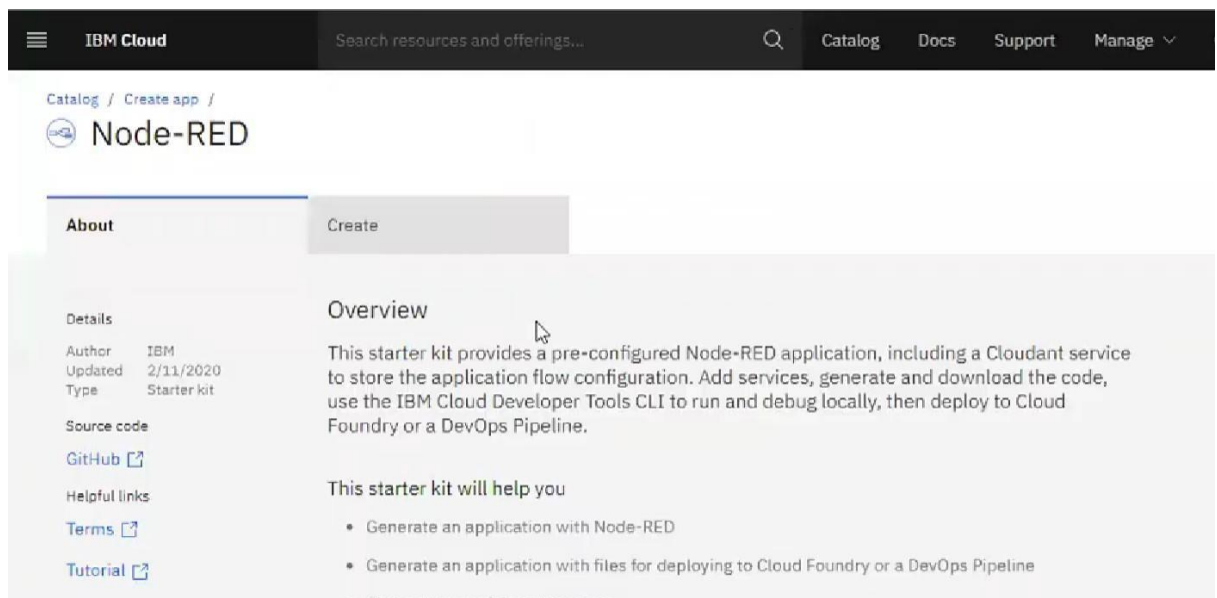 IBM Cloud
Search resources and offerings...
Catalog
Docs
Support
Manage
Catalog / Create app /
Node-RED
About
Create
Details
Author IBM
Updated 2/11/2020
Type Starter kit
Source code
GitHub
Helpful links
Terms
Tutorial
Overview
This starter kit provides a pre-configured Node-RED application, including a Cloudant service
to store the application flow configuration. Add services, generate and download the code,
use the IBM Cloud Developer Tools CLI to run and debug locally, then deploy to Cloud
Foundry or a DevOps Pipeline.
This starter kit will help you
• Generate an application with Node-RED
• Generate an application with files for deploying to Cloud Foundry or a DevOps Pipeline